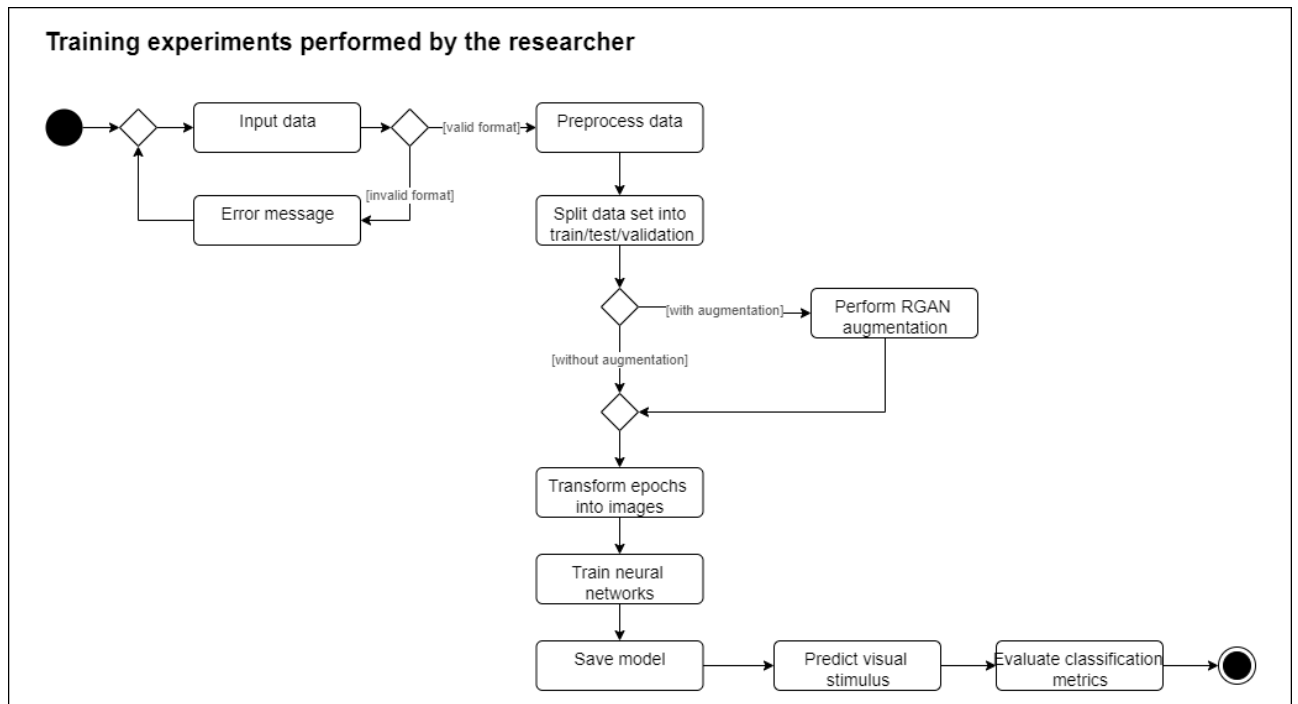 Training experiments performed by the researcher
Input data
[valid format]
Preprocess data
[invalid format]
Error message
Split data set into
train/test/validation
[with augmentation]
Perform RGAN
augmentation
[without augmentation]
Transform epochs
into images
Train neural
networks
Save model
Predict visual
stimulus
Evaluate classification
metrics